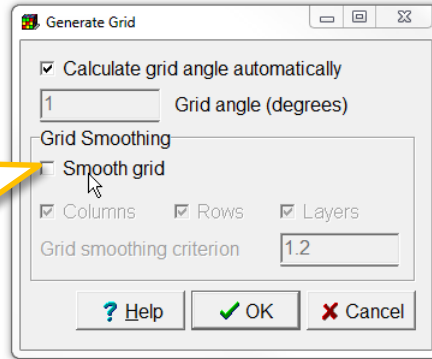 Generate Grid
Calculate grid angle automatically
1 Grid angle (degrees)
Grid Smoothing
Smooth grid
Columns Rows Layers
Grid smoothing criterion 1.2
? Help OK Cancel